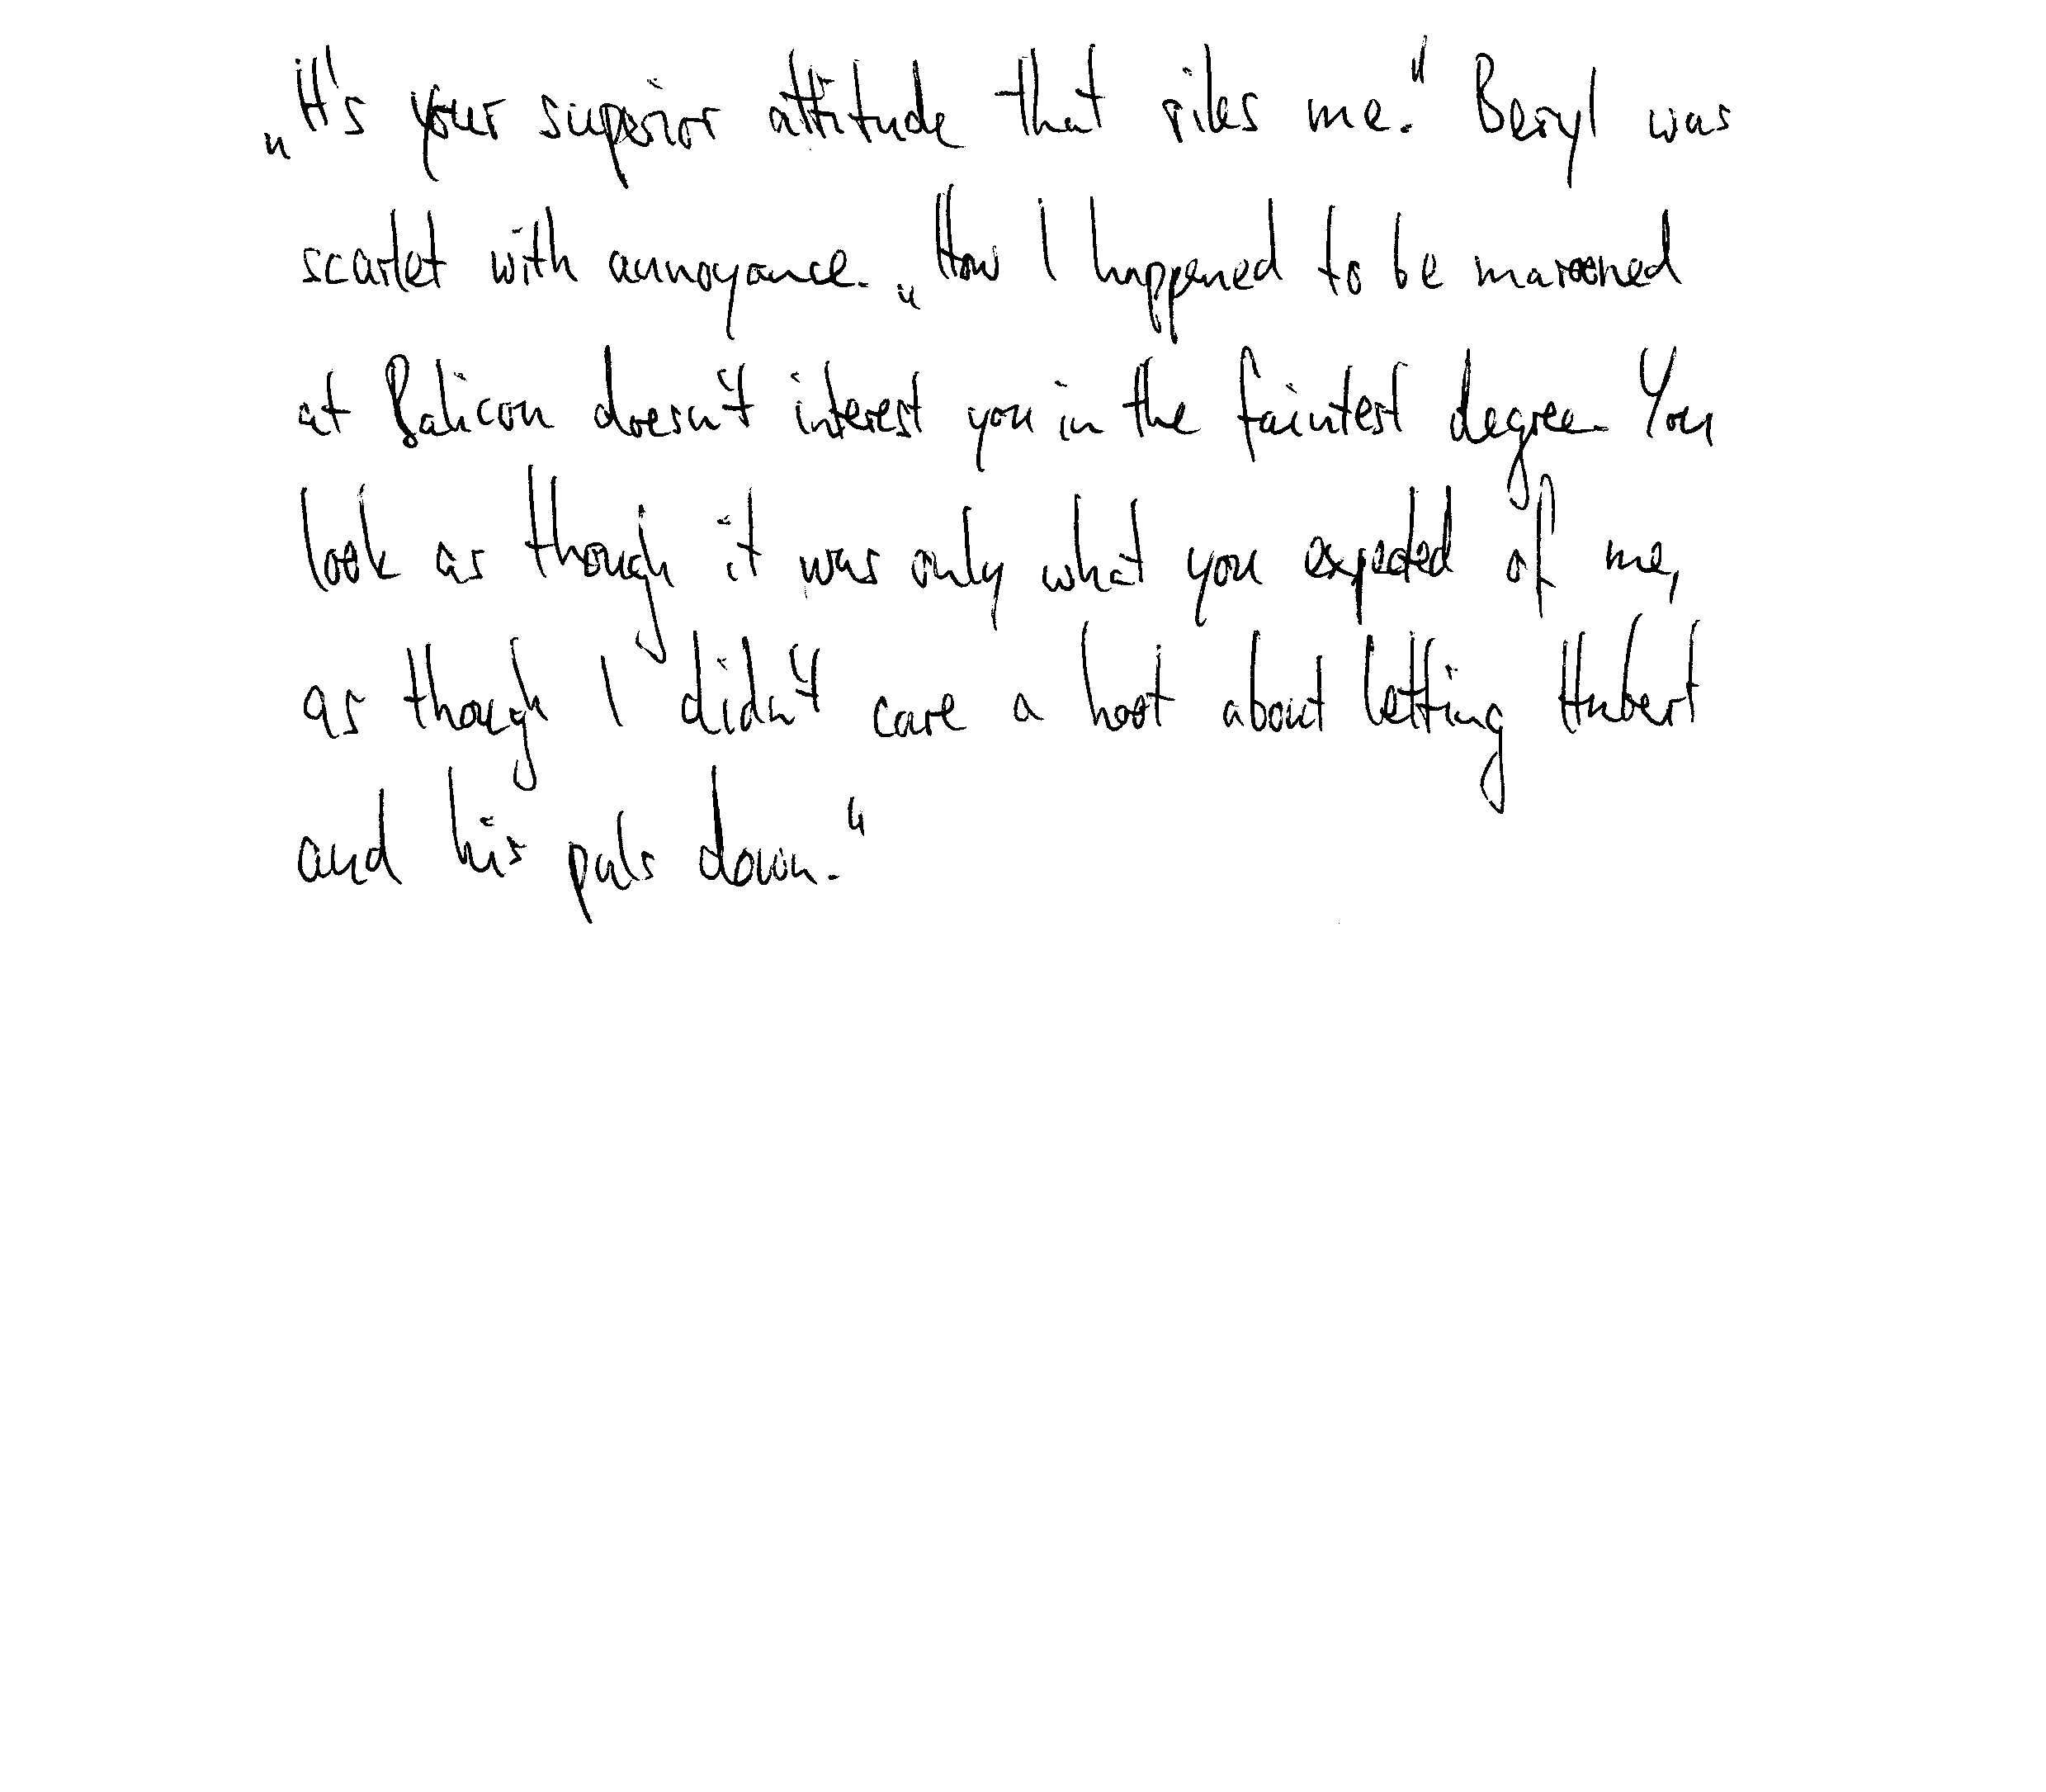 „It's your superior attitude that riles me." Beryl was
scarlet with annoyance. „How I happened to be marooned
at Balicon doesn't interest you in the faintest degree. You
look as though it was only what you expected of me,
as though I didn't care a hoot about letting Hubert
and his pals down."